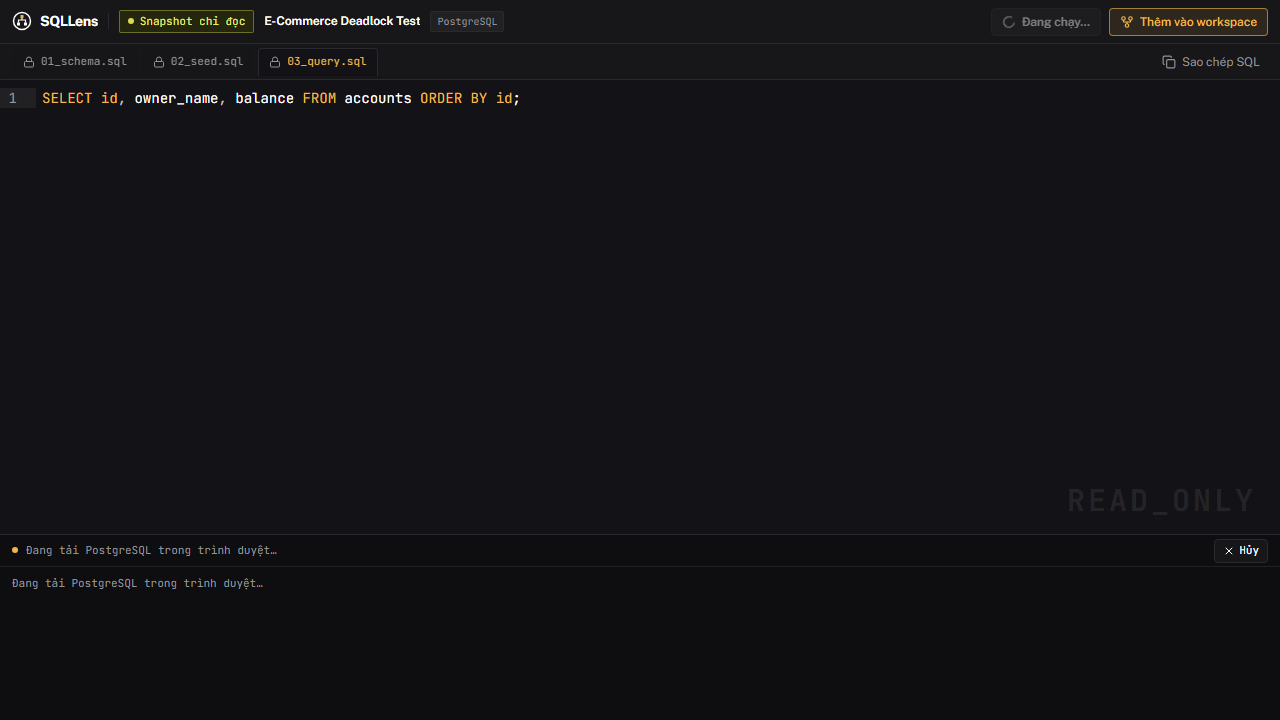 SQLLens
Snapshot chỉ đọc
E-Commerce Deadlock Test
PostgreSQL
Đang chạy...
Thêm vào workspace
01_schema.sql
02_seed.sql
03_query.sql
Sao chép SQL
1 SELECT id, owner_name, balance FROM accounts ORDER BY id;
READ_ONLY
Đang tải PostgreSQL trong trình duyệt…
Hủy
Đang tải PostgreSQL trong trình duyệt…